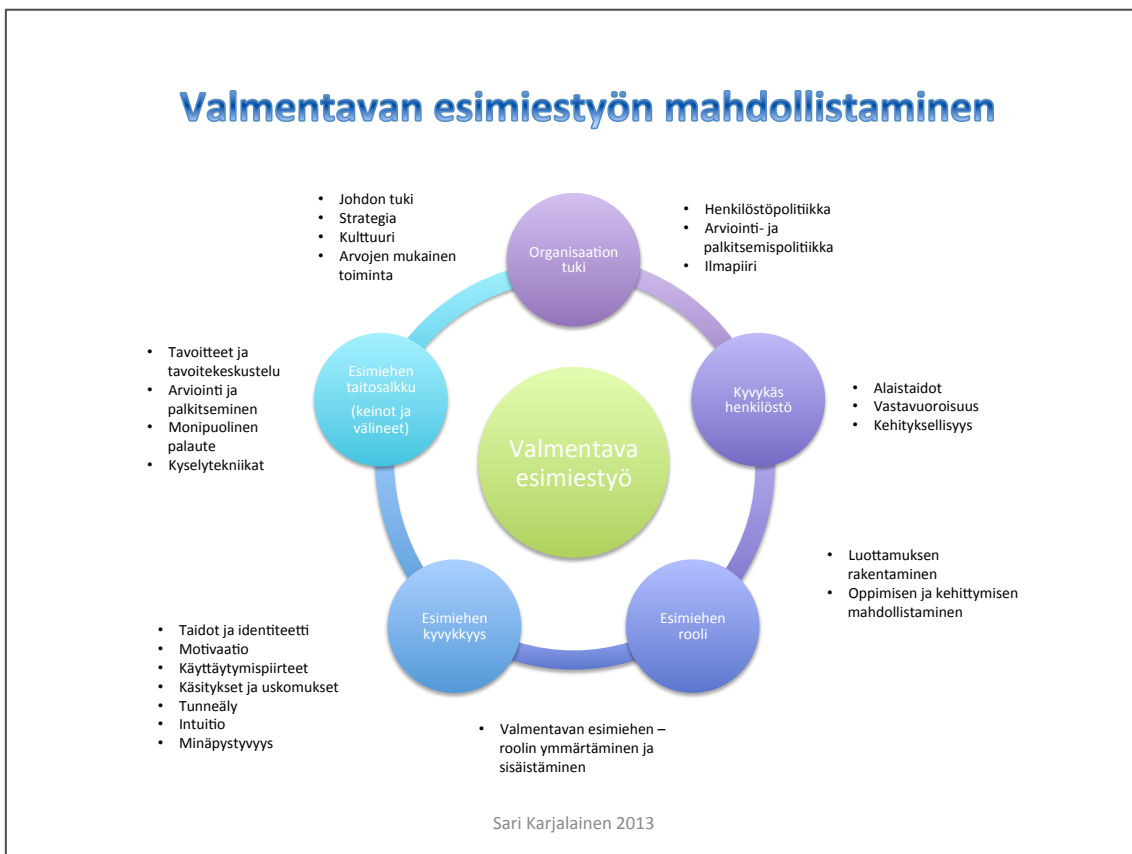 Valmentavan esimiestyön mahdollistaminen
• Johdon tuki
• Strategia
• Kulttuuri
• Arvojen mukainen
toiminta
Organisaation
tuki
• Henkilöstöpolitiikka
• Arviointi- ja
palkitsemispolitiikka
• Ilmapiiri
• Tavoitteet ja
tavoitekeskustelu
• Arviointi ja
palkitseminen
• Monipuolinen
palaute
• Kyselytekniikat
Esimiehen
taitosalkku
(keinot ja
välineet)
Valmentava
esimiestyö
Kyvykäs
henkilöstö
• Alaistaidot
• Vastavuoroisuus
• Kehityksellisyys
• Taidot ja identiteetti
• Motivaatio
• Käyttäytymispiirteet
• Käsitykset ja uskomukset
• Tunneäly
• Intuitio
• Minäpystyvyys
Esimiehen
kyvykkyys
Esimiehen
rooli
• Luottamuksen
rakentaminen
• Oppimisen ja kehittymisen
mahdollistaminen
• Valmentavan esimiehen –
roolin ymmärtäminen ja
sisäistäminen
Sari Karjalainen 2013